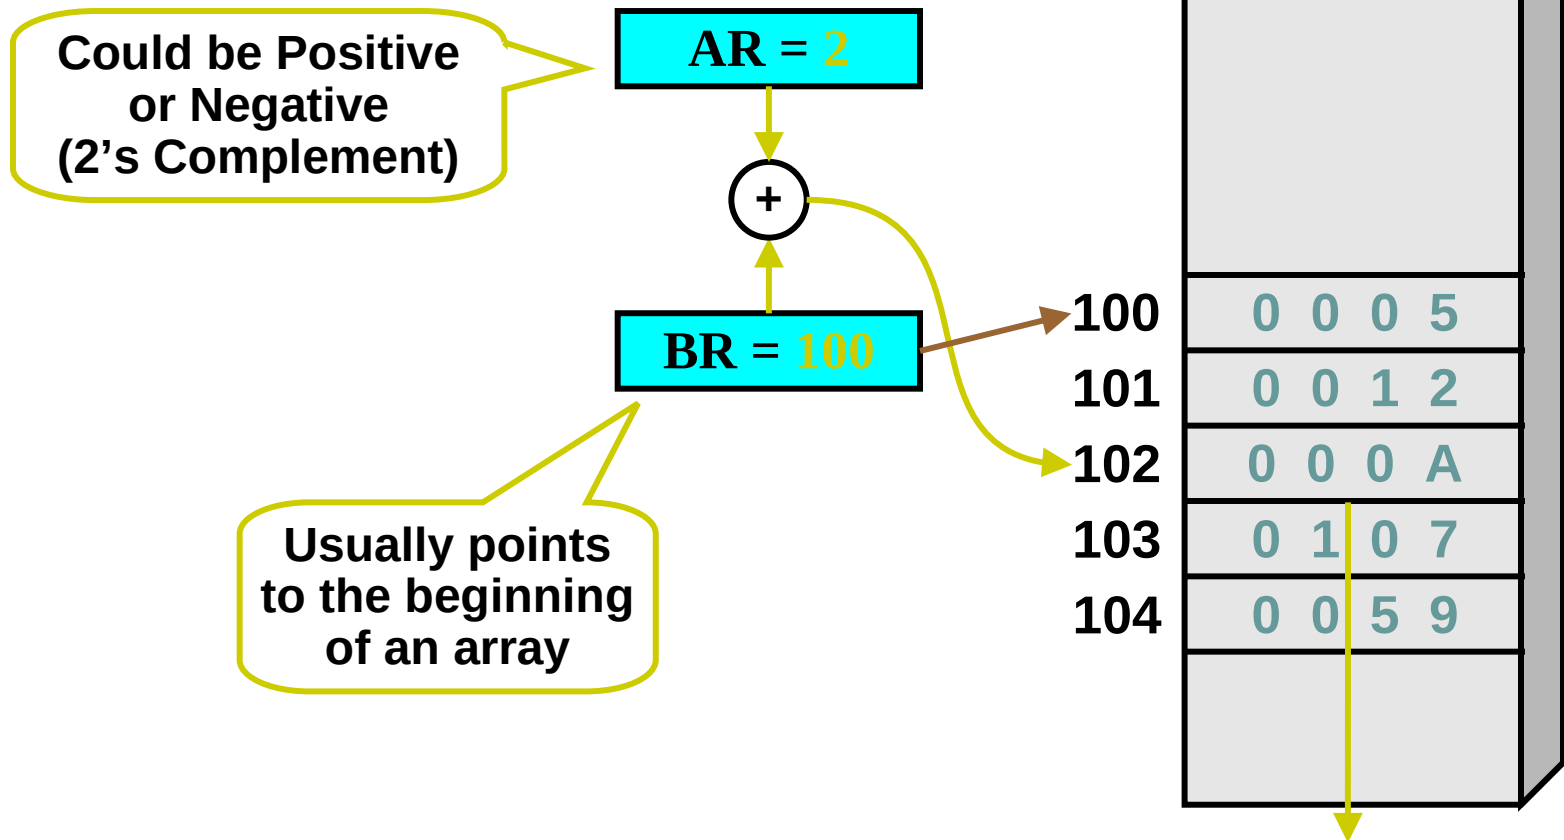 Could be Positive
or Negative
(2’s Complement)
AR = 2
+
BR = 100
Usually points
to the beginning
of an array
100 0 0 0 5
101 0 0 1 2
102 0 0 0 A
103 0 1 0 7
104 0 0 5 9